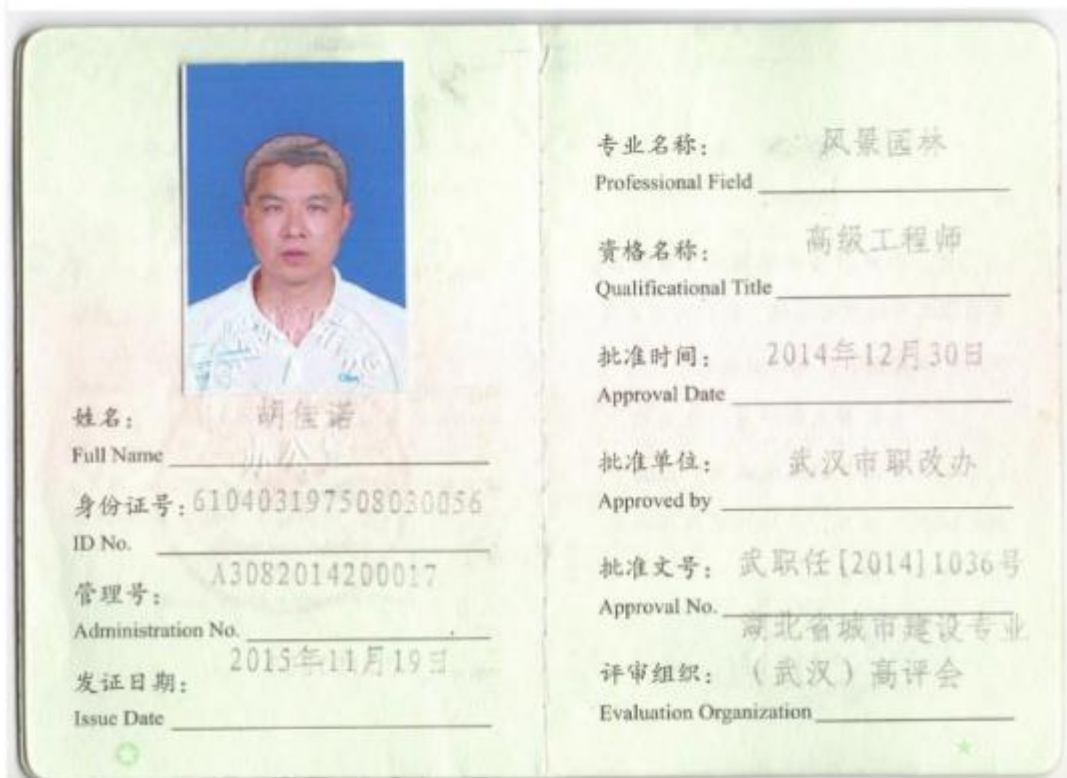 姓名: 胡佳诺
Full Name
身份证号: 610403197508030056
ID No.
管理号: A3082014200017
Administration No.
发证日期: 2015年11月19日
Issue Date
专业名称: 风景园林
Professional Field
资格名称: 高级工程师
Qualificational Title
批准时间: 2014年12月30日
Approval Date
批准单位: 武汉市职改办
Approved by
批准文号: 武职任[2014]1036号
Approval No.
湖北省城市建设专业
评审组织: (武汉)高评会
Evaluation Organization